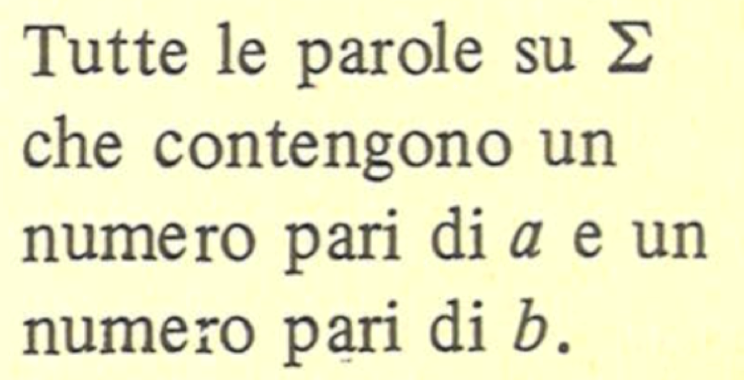 Tutte le parole su Σ
che contengono un
numero pari di a e un
numero pari di b.